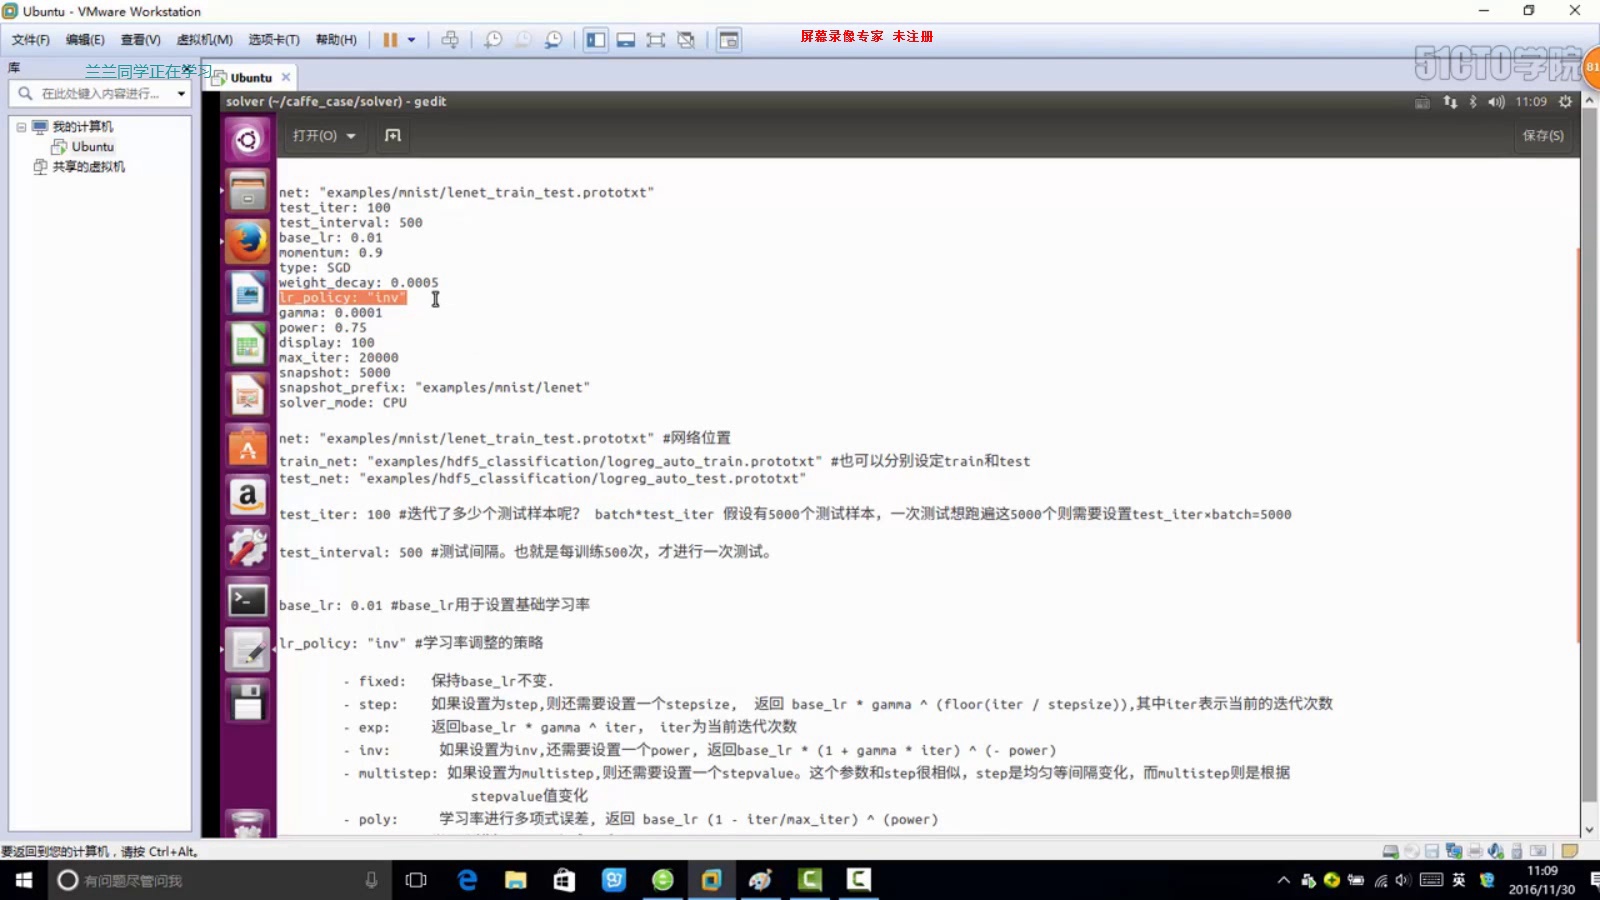 Ubuntu - VMware Workstation
文件(F) 编辑(E) 查看(V) 虚拟机(M) 选项卡(T) 帮助(H)
屏幕录像专家 未注册
51CTO学院
81
库
兰兰同学正在学习
Ubuntu
在此处键入内容进行...
solver (~/caffe_case/solver) - gedit
11:09
我的计算机
Ubuntu
共享的虚拟机
打开(O)
保存(S)
net: "examples/mnist/lenet_train_test.prototxt"
test_iter: 100
test_interval: 500
base_lr: 0.01
momentum: 0.9
type: SGD
weight_decay: 0.0005
lr_policy: "inv"
gamma: 0.0001
power: 0.75
display: 100
max_iter: 20000
snapshot: 5000
snapshot_prefix: "examples/mnist/lenet"
solver_mode: CPU
net: "examples/mnist/lenet_train_test.prototxt" #网络位置
train_net: "examples/hdf5_classification/logreg_auto_train.prototxt" #也可以分别设定train和test
test_net: "examples/hdf5_classification/logreg_auto_test.prototxt"
test_iter: 100 #迭代了多少个测试样本呢？ batch*test_iter 假设有5000个测试样本，一次测试想跑遍这5000个则需要设置test_iter×batch=5000
test_interval: 500 #测试间隔。也就是每训练500次，才进行一次测试。
base_lr: 0.01 #base_lr用于设置基础学习率
lr_policy: "inv" #学习率调整的策略
- fixed: 保持base_lr不变.
- step: 如果设置为step,则还需要设置一个stepsize, 返回 base_lr * gamma ^ (floor(iter / stepsize)),其中iter表示当前的迭代次数
- exp: 返回base_lr * gamma ^ iter, iter为当前迭代次数
- inv: 如果设置为inv,还需要设置一个power, 返回base_lr * (1 + gamma * iter) ^ (- power)
- multistep: 如果设置为multistep,则还需要设置一个stepvalue。这个参数和step很相似，step是均匀等间隔变化，而multistep则是根据
stepvalue值变化
- poly: 学习率进行多项式误差, 返回 base_lr (1 - iter/max_iter) ^ (power)
要返回到您的计算机，请按 Ctrl+Alt。
有问题尽管问我
英
11:09
2016/11/30